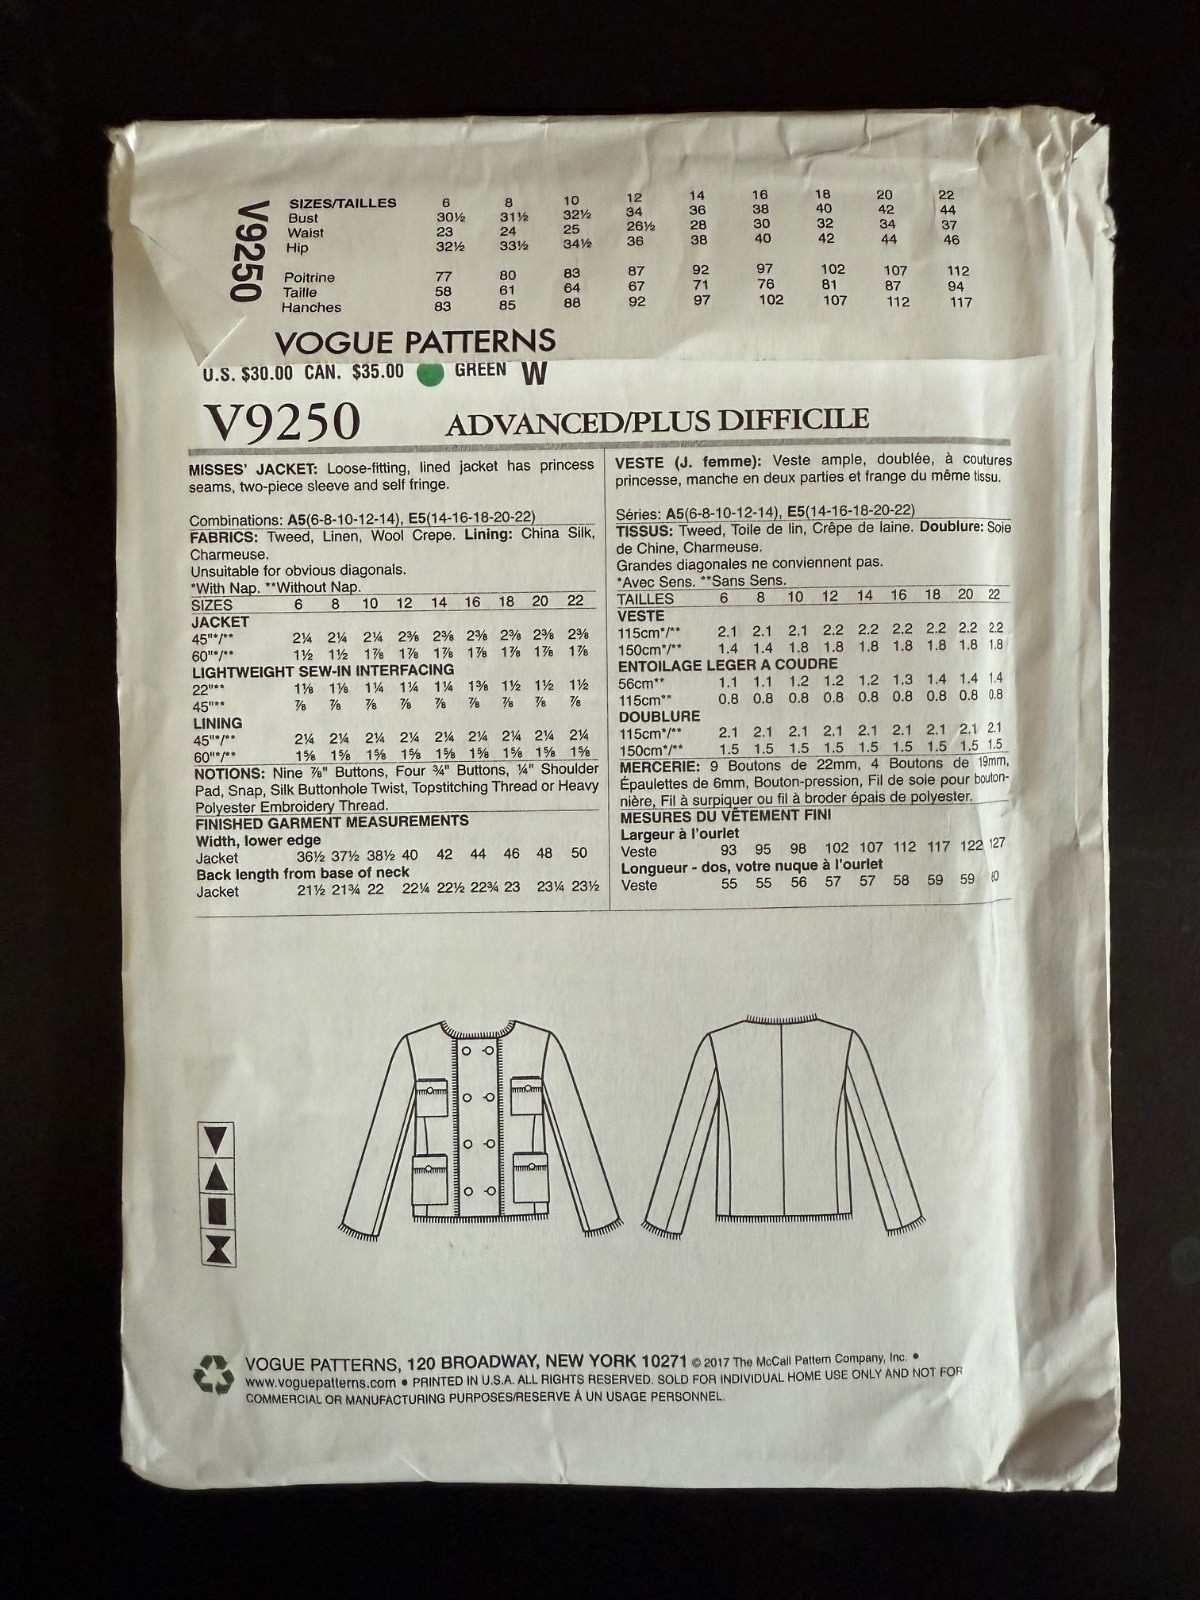 V9250
SIZES/TAILLES 6 8 10 12 14 16 18 20 22
Bust 30½ 31½ 32½ 34 36 38 40 42 44
Waist 23 24 25 26½ 28 30 32 34 37
Hip 32½ 33½ 34½ 36 38 40 42 44 46
Poitrine 77 80 83 87 92 97 102 107 112
Taille 58 61 64 67 71 76 81 87 94
Hanches 83 85 88 92 97 102 107 112 117
VOGUE PATTERNS
U.S. $30.00 CAN. $35.00 GREEN W
V9250 ADVANCED/PLUS DIFFICILE
MISSES' JACKET: Loose-fitting, lined jacket has princess
seams, two-piece sleeve and self fringe.
Combinations: A5(6-8-10-12-14), E5(14-16-18-20-22)
FABRICS: Tweed, Linen, Wool Crepe. Lining: China Silk,
Charmeuse.
Unsuitable for obvious diagonals.
*With Nap. **Without Nap.
SIZES 6 8 10 12 14 16 18 20 22
JACKET
45"*/** 2¼ 2¼ 2¼ 2⅜ 2⅜ 2⅜ 2⅜ 2⅜ 2⅜
60"*/** 1½ 1½ 1⅞ 1⅞ 1⅞ 1⅞ 1⅞ 1⅞ 1⅞
LIGHTWEIGHT SEW-IN INTERFACING
22"** 1⅛ 1⅛ 1¼ 1¼ 1¼ 1⅜ 1½ 1½ 1½
45"** ⅞ ⅞ ⅞ ⅞ ⅞ ⅞ ⅞ ⅞ ⅞
LINING
45"*/** 2¼ 2¼ 2¼ 2¼ 2¼ 2¼ 2¼ 2¼ 2¼
60"*/** 1⅝ 1⅝ 1⅝ 1⅝ 1⅝ 1⅝ 1⅝ 1⅝ 1⅝
NOTIONS: Nine ⅞" Buttons, Four ¾" Buttons, ¼" Shoulder
Pad, Snap, Silk Buttonhole Twist, Topstitching Thread or Heavy
Polyester Embroidery Thread.
FINISHED GARMENT MEASUREMENTS
Width, lower edge
Jacket 36½ 37½ 38½ 40 42 44 46 48 50
Back length from base of neck
Jacket 21½ 21¾ 22 22¼ 22½ 22¾ 23 23¼ 23½
VESTE (J. femme): Veste ample, doublée, à coutures
princesse, manche en deux parties et frange du même tissu.
Séries: A5(6-8-10-12-14), E5(14-16-18-20-22)
TISSUS: Tweed, Toile de lin, Crêpe de laine. Doublure: Soie
de Chine, Charmeuse.
Grandes diagonales ne conviennent pas.
*Avec Sens. **Sans Sens.
TAILLES 6 8 10 12 14 16 18 20 22
VESTE
115cm*/** 2.1 2.1 2.1 2.2 2.2 2.2 2.2 2.2 2.2
150cm*/** 1.4 1.4 1.8 1.8 1.8 1.8 1.8 1.8 1.8
ENTOILAGE LEGER A COUDRE
56cm** 1.1 1.1 1.2 1.2 1.2 1.3 1.4 1.4 1.4
115cm** 0.8 0.8 0.8 0.8 0.8 0.8 0.8 0.8 0.8
DOUBLURE
115cm*/** 2.1 2.1 2.1 2.1 2.1 2.1 2.1 2.1 2.1
150cm*/** 1.5 1.5 1.5 1.5 1.5 1.5 1.5 1.5 1.5
MERCERIE: 9 Boutons de 22mm, 4 Boutons de 19mm,
Épaulettes de 6mm, Bouton-pression, Fil de soie pour bouton-
nière, Fil à surpiquer ou fil à broder épais de polyester.
MESURES DU VÊTEMENT FINI
Largeur à l'ourlet
Veste 93 95 98 102 107 112 117 122 127
Longueur - dos, votre nuque à l'ourlet
Veste 55 55 56 57 57 58 59 59 60
VOGUE PATTERNS, 120 BROADWAY, NEW YORK 10271 © 2017 The McCall Pattern Company, Inc. •
www.voguepatterns.com • PRINTED IN U.S.A. ALL RIGHTS RESERVED. SOLD FOR INDIVIDUAL HOME USE ONLY AND NOT FOR
COMMERCIAL OR MANUFACTURING PURPOSES/RESERVE À UN USAGE PERSONNEL.